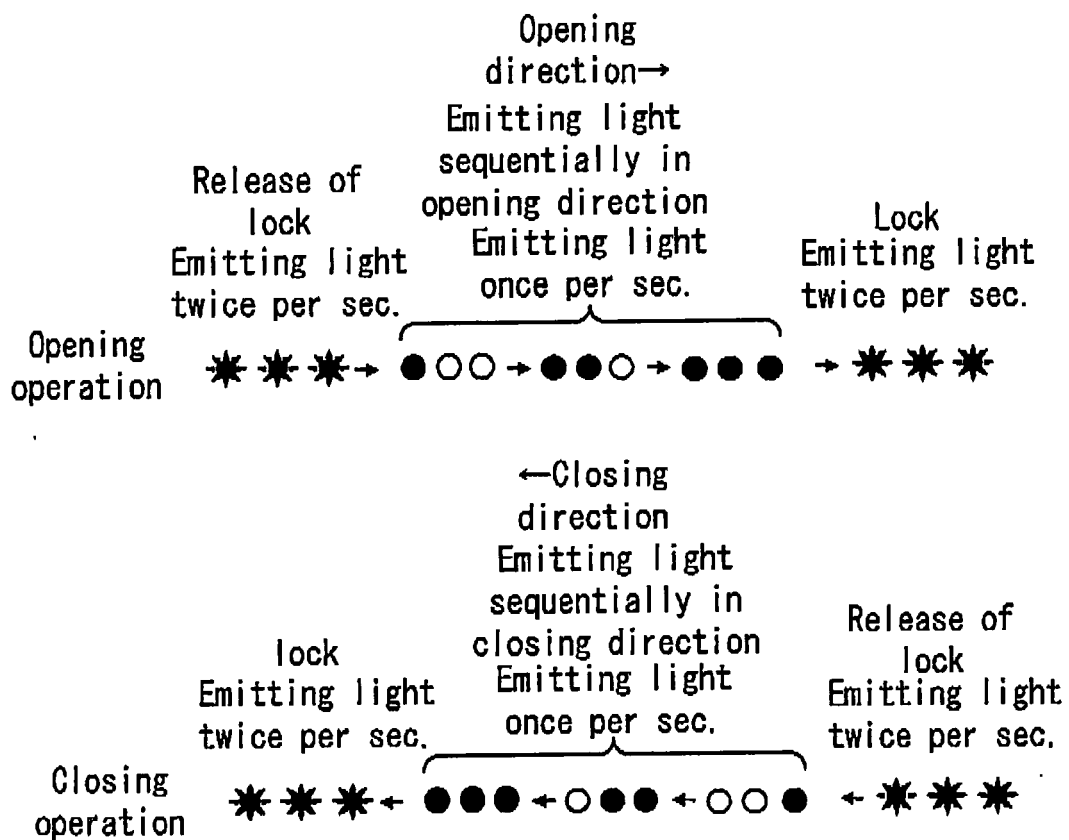 Opening
direction→
Emitting light
sequentially in
opening direction
Emitting light
once per sec.
Release of
lock
Emitting light
twice per sec.
Lock
Emitting light
twice per sec.
Opening
operation
←Closing
direction
Emitting light
sequentially in
closing direction
Emitting light
once per sec.
lock
Emitting light
twice per sec.
Release of
lock
Emitting light
twice per sec.
Closing
operation